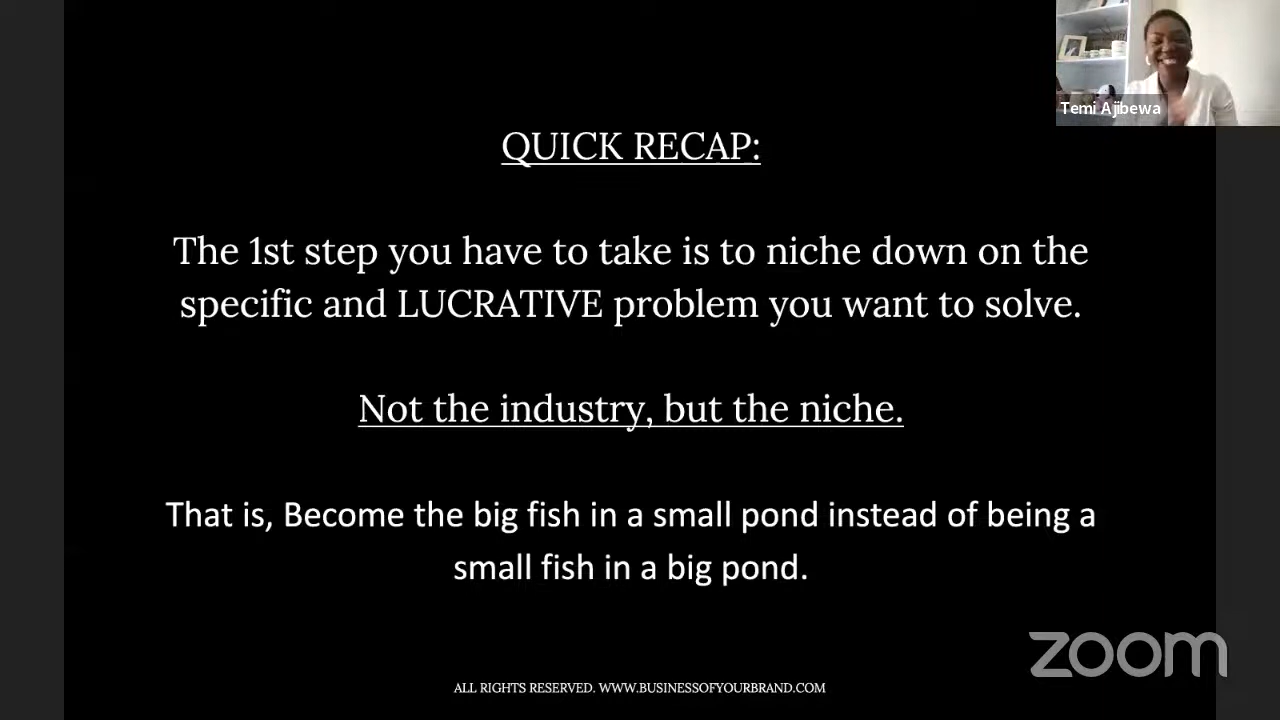 Temi Ajibewa
QUICK RECAP:
The 1st step you have to take is to niche down on the
specific and LUCRATIVE problem you want to solve.
Not the industry, but the niche.
That is, Become the big fish in a small pond instead of being a
small fish in a big pond.
zoom
ALL RIGHTS RESERVED. WWW.BUSINESSOFYOURBRAND.COM